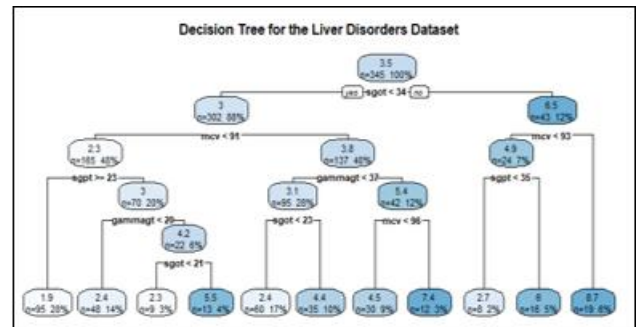 Decision Tree for the Liver Disorders Dataset
3.5
n=345 100%
yes sgot < 34 no
3
n=302 88%
6.5
n=43 12%
mcv < 91
mcv < 93
2.3
n=165 48%
3.8
n=137 40%
4.9
n=24 7%
sgpt >= 23
gammagt < 37
sgpt < 35
3
n=70 20%
3.1
n=95 28%
5.4
n=42 12%
gammagt < 20
sgot < 23
mcv < 96
4.2
n=22 6%
sgot < 21
1.9
n=95 28%
2.4
n=48 14%
2.3
n=9 3%
5.5
n=13 4%
2.4
n=60 17%
4.4
n=35 10%
4.5
n=30 9%
7.4
n=12 3%
2.7
n=8 2%
6
n=16 5%
8.7
n=19 6%